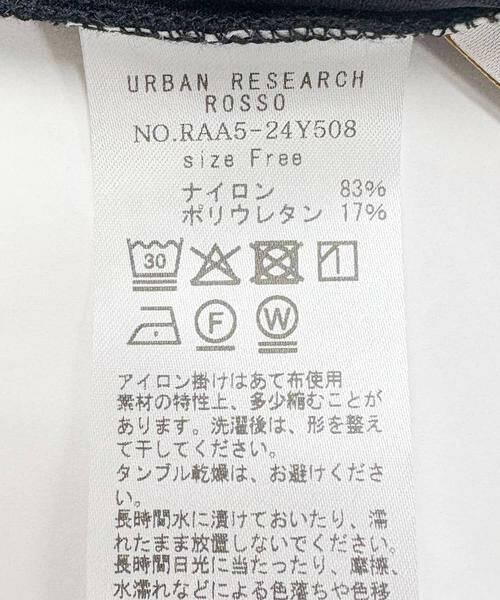 URBAN RESEARCH
ROSSO
NO.RAA5-24Y508
size Free
ナイロン 83%
ポリウレタン 17%
30
F W
アイロン掛けはあて布使用
素材の特性上、多少縮むことが
あります。洗濯後は、形を整え
て干してください。
タンブル乾燥は、お避けくださ
い。
長時間水に漬けておいたり、濡
れたまま放置しないでください。
長時間日光に当たったり、摩擦、
水濡れなどによる色落ちや色移